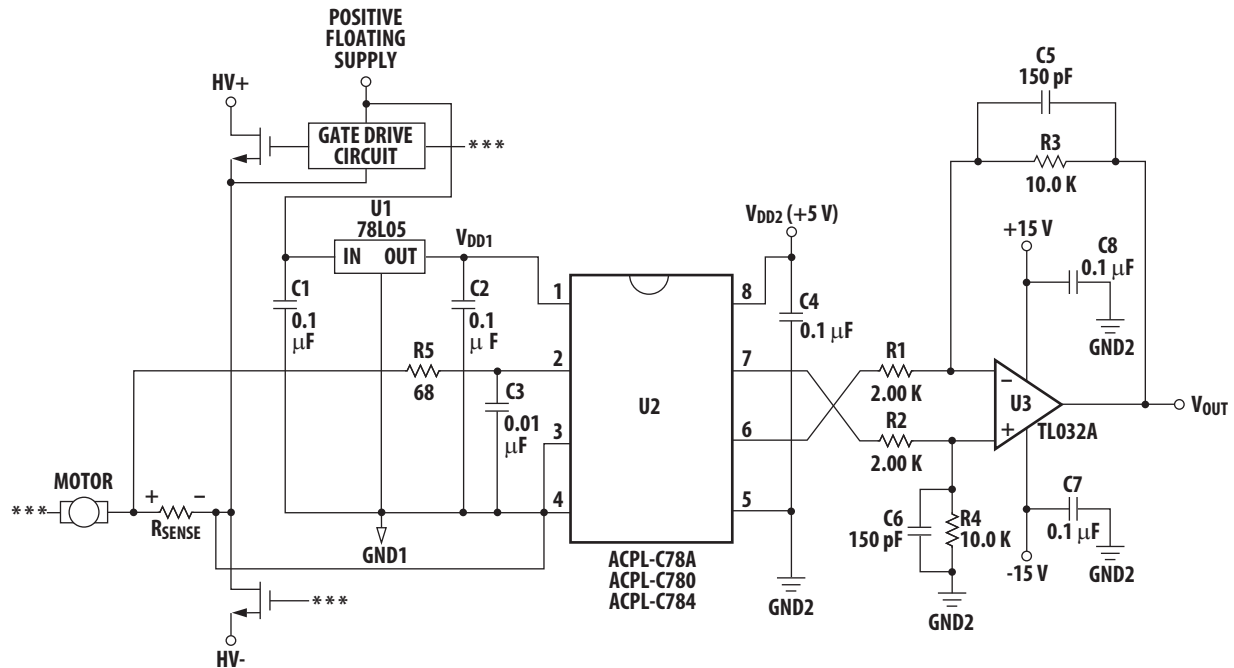 POSITIVE
FLOATING
SUPPLY
HV+
GATE DRIVE
CIRCUIT
***
U1
78L05
IN OUT
VDD1
C1
0.1
μF
C2
0.1
μ F
R5
68
C3
0.01
μF
MOTOR
***
+ −
RSENSE
GND1
***
HV-
1
2
3
4
U2
8
7
6
5
ACPL-C78A
ACPL-C780
ACPL-C784
VDD2 (+5 V)
C4
0.1 μF
GND2
R1
2.00 K
R2
2.00 K
C5
150 pF
R3
10.0 K
+15 V
C8
0.1 μF
GND2
−
U3
+
TL032A
VOUT
C6
150 pF
R4
10.0 K
GND2
C7
0.1 μF
-15 V
GND2